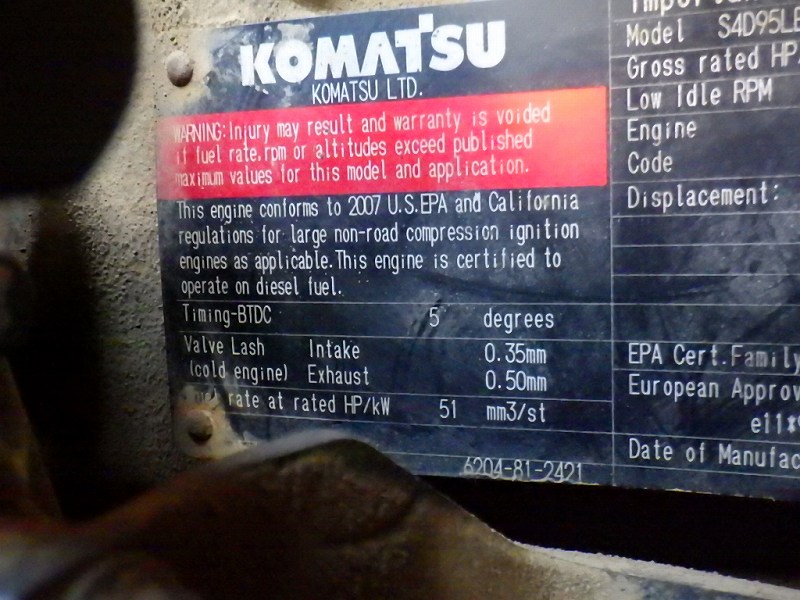 KOMATSU
KOMATSU LTD.
WARNING: Injury may result and warranty is voided
if fuel rate.rpm or altitudes exceed published
maximum values for this model and application.
This engine conforms to 2007 U.S.EPA and California
regulations for large non-road compression ignition
engines as applicable.This engine is certified to
operate on diesel fuel.
Timing-BTDC 5 degrees
Valve Lash Intake 0.35mm
(cold engine) Exhaust 0.50mm
rate at rated HP/kW 51 mm3/st
6204-81-2421
Model S4D95LE
Gross rated HP
Low Idle RPM
Engine
Code
Displacement:
EPA Cert.Family
European Approv
e11*
Date of Manufac